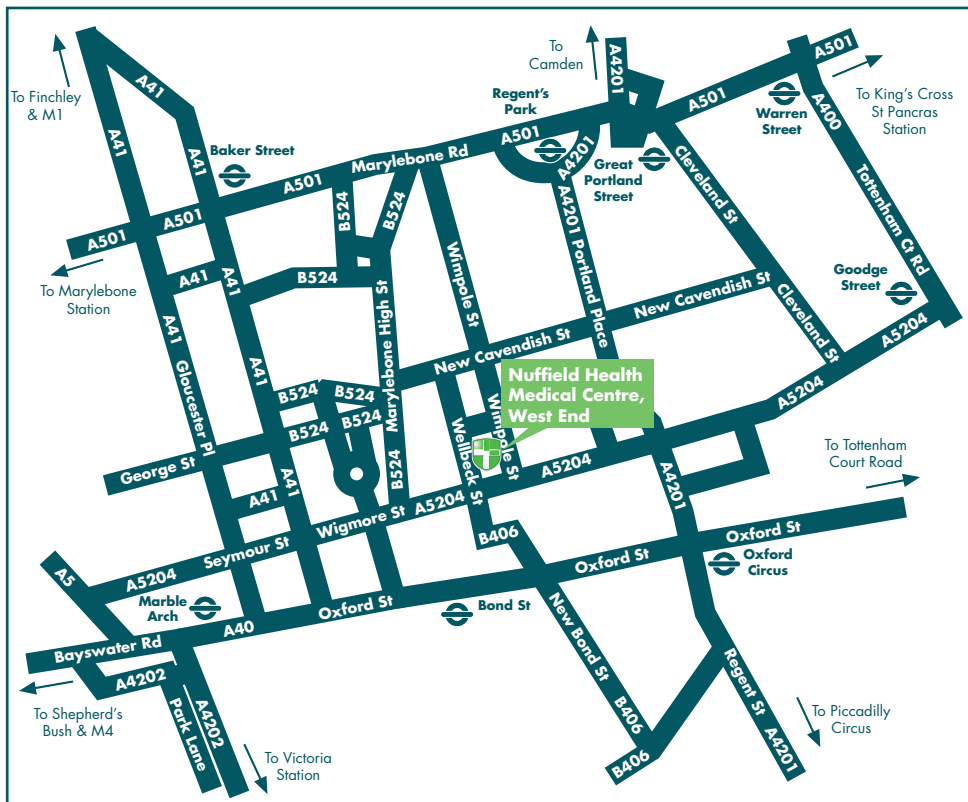 To Finchley
& M1
A41
A41
A41
Baker Street
To
Camden
A4201
Regent's
Park
A501
A501
Warren
Street
A501
To King's Cross
St Pancras
Station
A400
Tottenham Ct Rd
Great
Portland
Street
A4201
Cleveland St
Marylebone Rd
A501
A501
A501
To Marylebone
Station
B524
B524
B524
A41
A41
A41
Wimpole St
A4201
Portland Place
New Cavendish St
New Cavendish St
Cleveland St
Goodge
Street
A5204
A5204
Marylebone High St
Gloucester Pl
A41
B524
B524
B524
B524
B524
George St
Nuffield Health
Medical Centre,
West End
Wellbeck St
Wimpole St
A5204
A5204
A4201
To Tottenham
Court Road
A41
A41
Wigmore St
Seymour St
A5204
B406
Oxford St
Oxford St
Oxford St
Oxford
Circus
Bond St
Marble
Arch
A5
A40
Bayswater Rd
A4202
A4202
Park Lane
To Shepherd's
Bush & M4
To Victoria
Station
New Bond St
B406
B406
Regent St
A4201
To Piccadilly
Circus